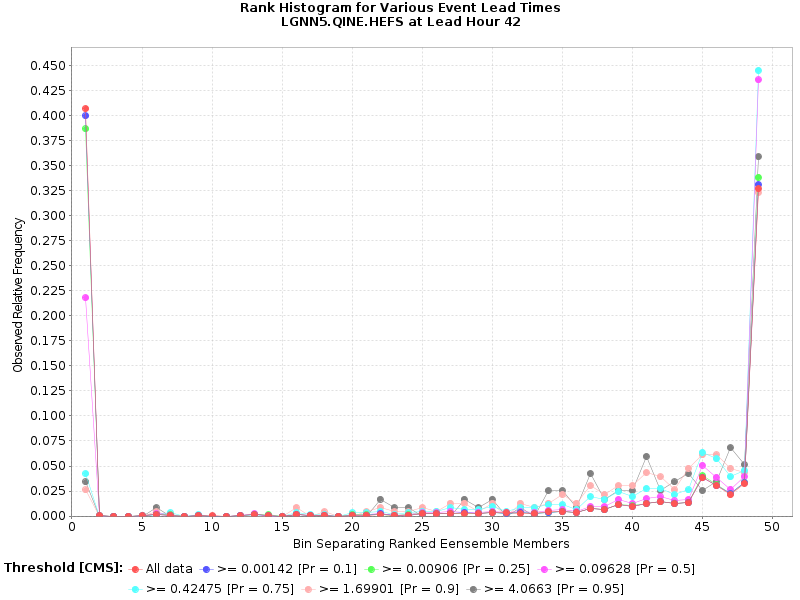 Rank Histogram for Various Event Lead Times
LGNN5.QINE.HEFS at Lead Hour 42
0.450
0.425
0.400
0.375
0.350
0.325
0.300
0.275
0.250
0.225
0.200
0.175
0.150
0.125
0.100
0.075
0.050
0.025
0.000
Observed Relative Frequency
0 5 10 15 20 25 30 35 40 45 50
Bin Separating Ranked Eensemble Members
Threshold [CMS]: All data >= 0.00142 [Pr = 0.1] >= 0.00906 [Pr = 0.25] >= 0.09628 [Pr = 0.5]
>= 0.42475 [Pr = 0.75] >= 1.69901 [Pr = 0.9] >= 4.0663 [Pr = 0.95]